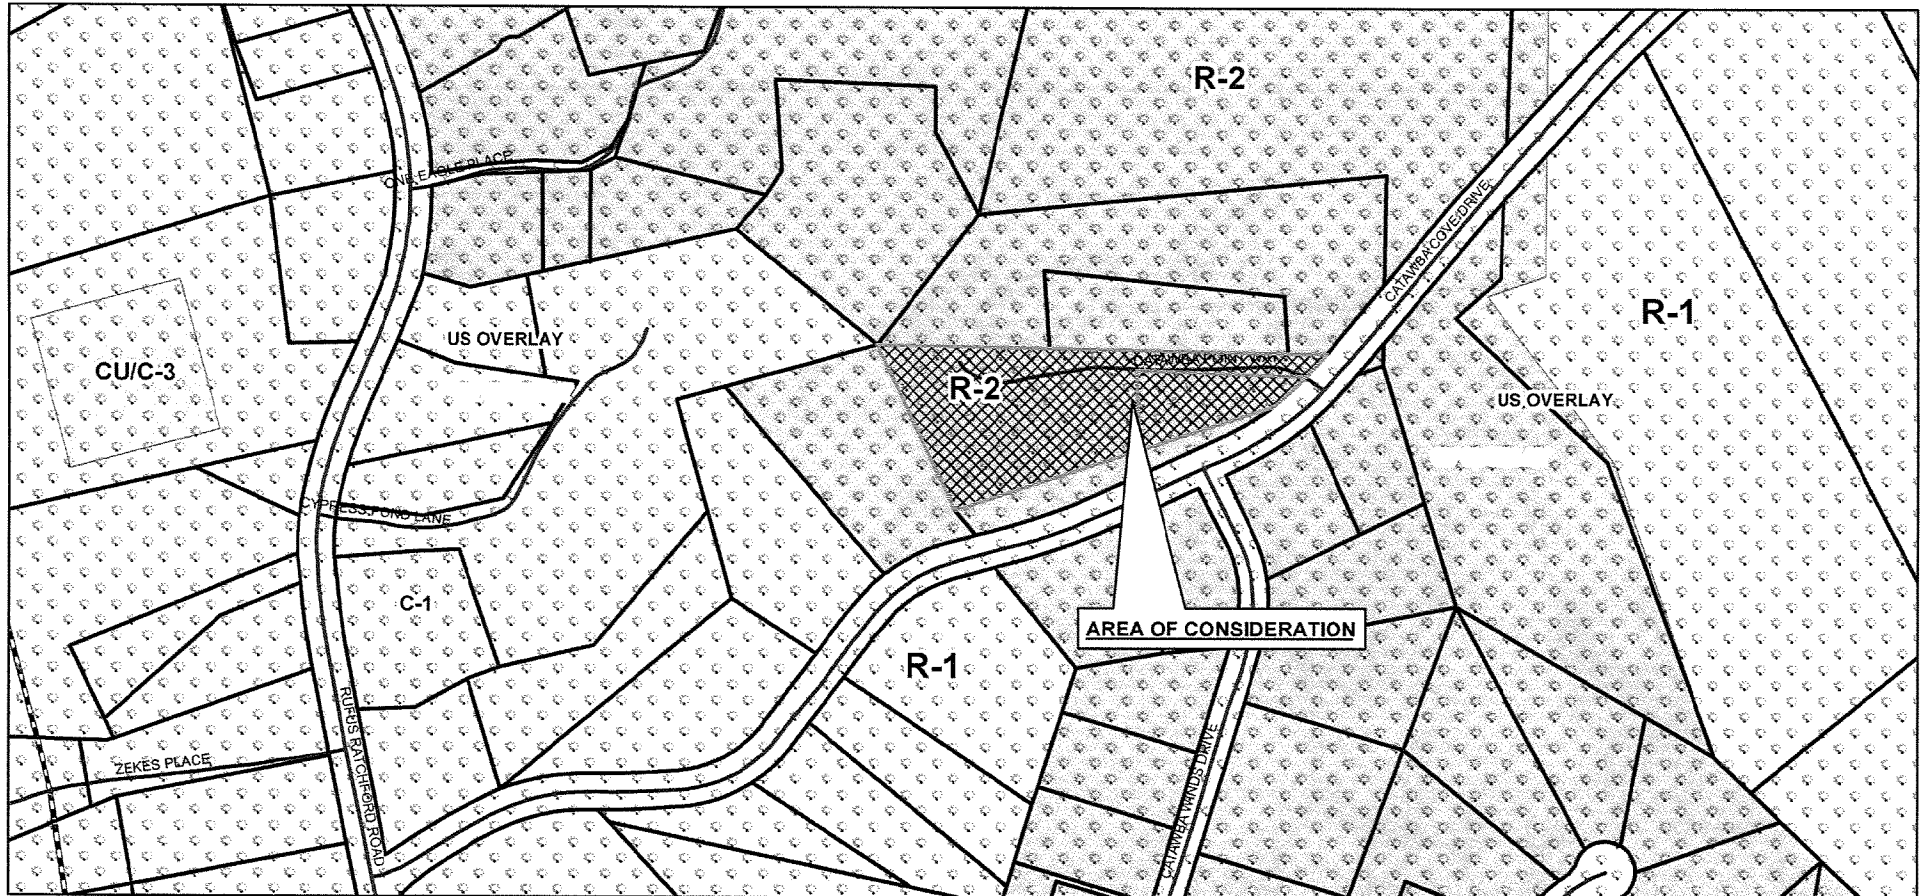 R-2
ONE EAGLE PLACE
CATAWBA COVE DRIVE
R-1
US OVERLAY
CU/C-3
R-2
US OVERLAY
CYPRESS POND LANE
C-1
AREA OF CONSIDERATION
R-1
RUFUS RATCHFORD ROAD
ZEKES PLACE
CATAWBA LANDS DRIVE